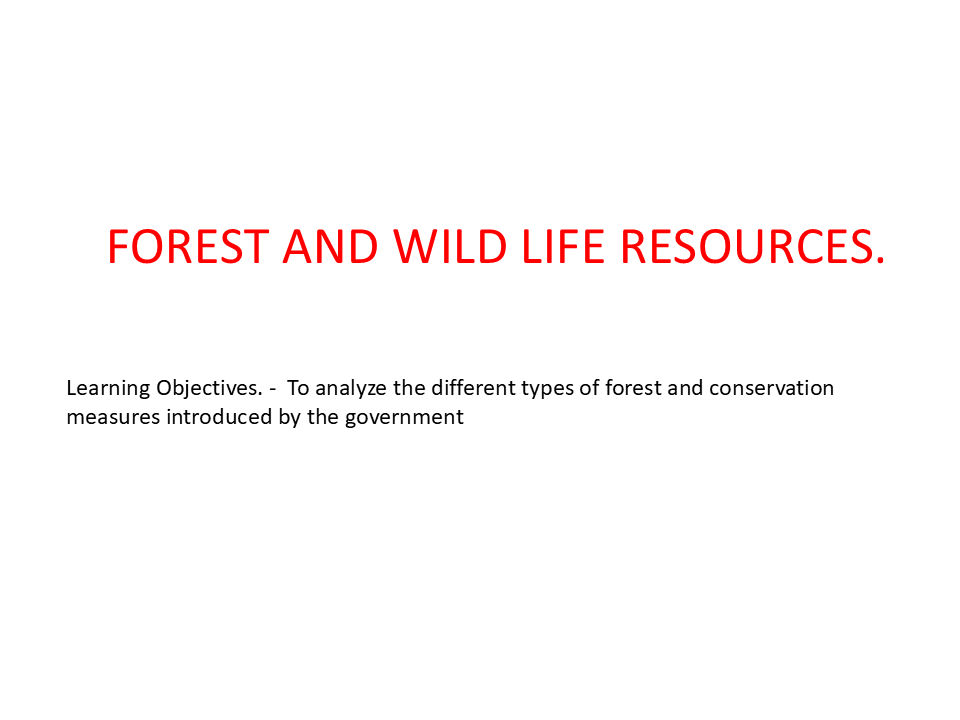 FOREST AND WILD LIFE RESOURCES.
Learning Objectives. -  To analyze the different types of forest and conservation
measures introduced by the government